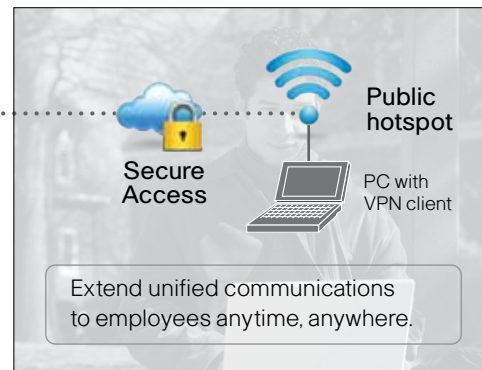 Public
hotspot
Secure
Access
PC with
VPN client
Extend unified communications
to employees anytime, anywhere.